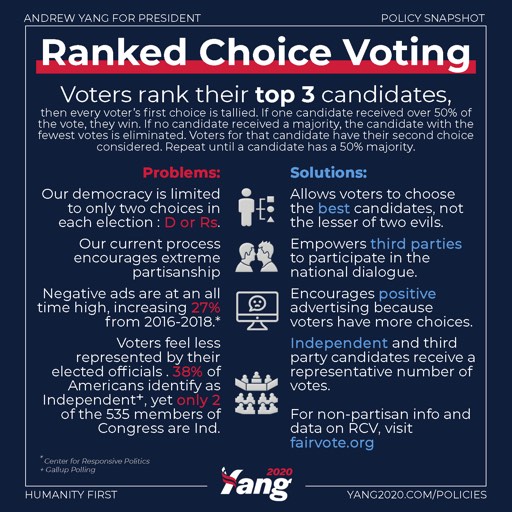 ANDREW YANG FOR PRESIDENT
POLICY SNAPSHOT
Ranked Choice Voting
Voters rank their top 3 candidates,
then every voter's first choice is tallied. If one candidate received over 50% of
the vote, they win. If no candidate received a majority, the candidate with the
fewest votes is eliminated. Voters for that candidate have their second choice
considered. Repeat until a candidate has a 50% majority.
Problems:
Our democracy is limited
to only two choices in
each election : D or Rs.
Our current process
encourages extreme
partisanship
Negative ads are at an all
time high, increasing 27%
from 2016-2018.*
Voters feel less
represented by their
elected officials . 38% of
Americans identify as
Independent+, yet only 2
of the 535 members of
Congress are Ind.
Solutions:
Allows voters to choose
the best candidates, not
the lesser of two evils.
Empowers third parties
to participate in the
national dialogue.
Encourages positive
advertising because
voters have more choices.
Independent and third
party candidates receive a
representative number of
votes.
For non-partisan info and
data on RCV, visit
fairvote.org
* Center for Responsive Politics
+ Gallup Polling
Yang 2020
HUMANITY FIRST
YANG2020.COM/POLICIES